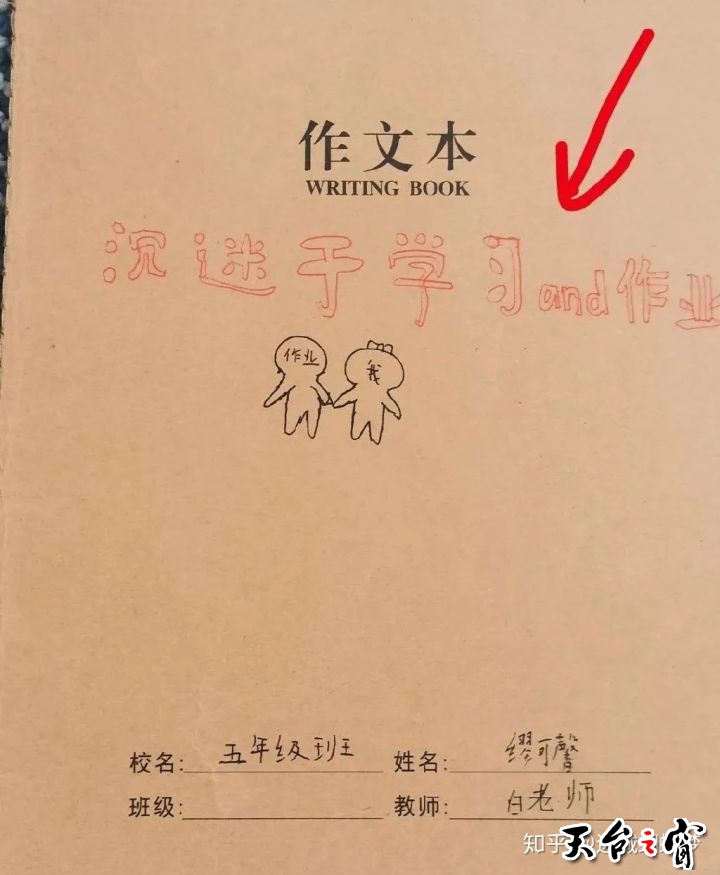 作文本
WRITING BOOK
沉迷于学习and作业
作业 我
校名: 五年级班 姓名: 缪可馨
班级: 教师: 白老师
知乎
天台之窗